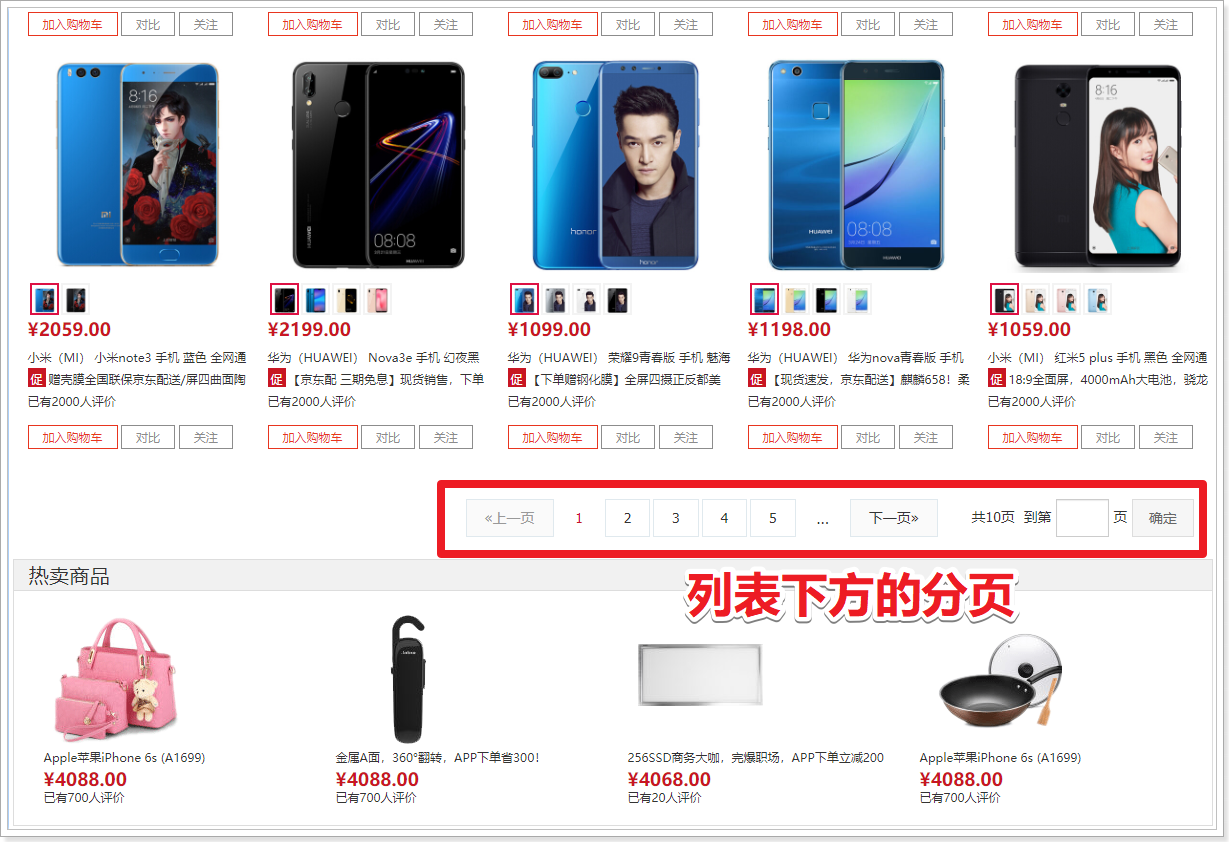 加入购物车 对比 关注 加入购物车 对比 关注 加入购物车 对比 关注 加入购物车 对比 关注 加入购物车 对比 关注
8:16 8:16
honor HUAWEI
08:08 08:08
HUAWEI honor HUAWEI
¥2059.00 ¥2199.00 ¥1099.00 ¥1198.00 ¥1059.00
小米（MI） 小米note3 手机 蓝色 全网通 华为（HUAWEI） Nova3e 手机 幻夜黑 华为（HUAWEI） 荣耀9青春版 手机 魅海 华为（HUAWEI） 华为nova青春版 手机 小米（MI） 红米5 plus 手机 黑色 全网通
促 赠壳膜全国联保京东配送/屏四曲面陶 促 【京东配 三期免息】现货销售，下单 促 【下单赠钢化膜】全屏四摄正反都美 促 【现货速发，京东配送】麒麟658！柔 促 18:9全面屏，4000mAh大电池，骁龙
已有2000人评价 已有2000人评价 已有2000人评价 已有2000人评价 已有2000人评价
加入购物车 对比 关注 加入购物车 对比 关注 加入购物车 对比 关注 加入购物车 对比 关注 加入购物车 对比 关注
«上一页 1 2 3 4 5 ... 下一页» 共10页 到第 页 确定
热卖商品
列表下方的分页
Jabra
Apple苹果iPhone 6s (A1699) 金属A面，360°翻转，APP下单省300！ 256SSD商务大咖，完爆职场，APP下单立减200 Apple苹果iPhone 6s (A1699)
¥4088.00 ¥4088.00 ¥4068.00 ¥4088.00
已有700人评价 已有700人评价 已有20人评价 已有700人评价